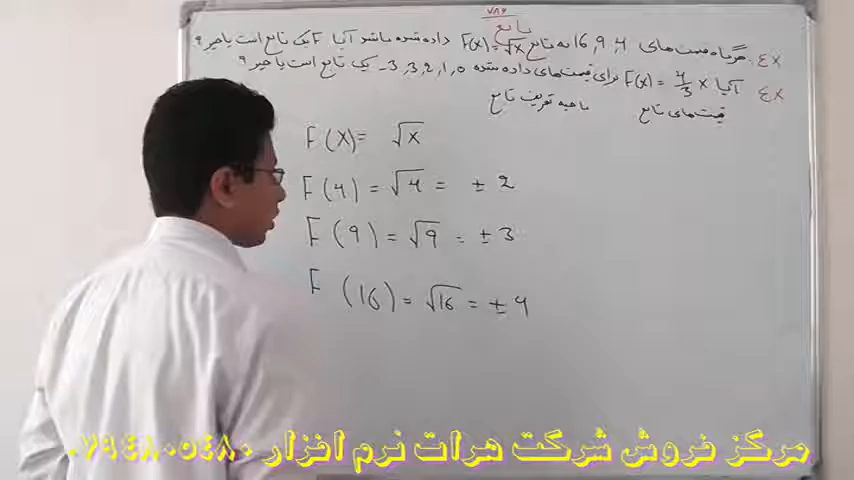 ٧٨٦
تابع
Ex. هرگاه قیمت های 4, 9, 16 به تابع F(x)=√x داده شده باشد آیا F یک تابع است یا خیر؟
Ex آیا F(x) = 4/3 x برای قیمت های داده شده 0, 1, 2, 3, -3 یک تابع است یا خیر؟
قیمت های تابع ناحیه تعریف تابع
F(x)= √x
F(4) = √4 = ± 2
F(9) = √9 = ± 3
F(16) = √16 = ± 4
مرکز فروش شرکت هرات نرم افزار ٠٧٩٤٨٠٥٤٨٠